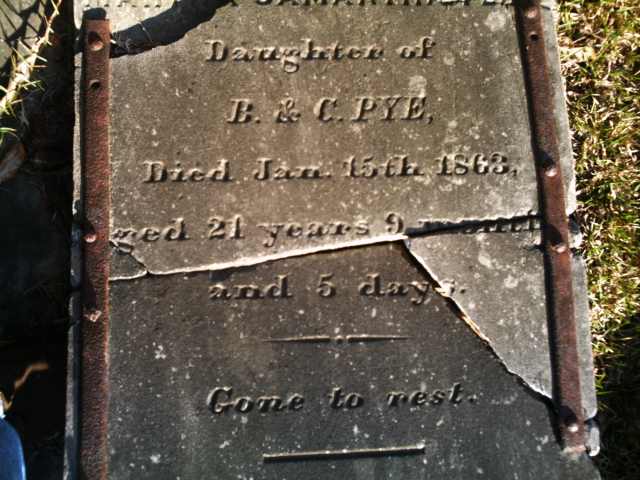 Daughter of
B. & C. PYE,
Died Jan. 15th 1863,
ged 21 years 9
and 5 days.
Gone to rest.